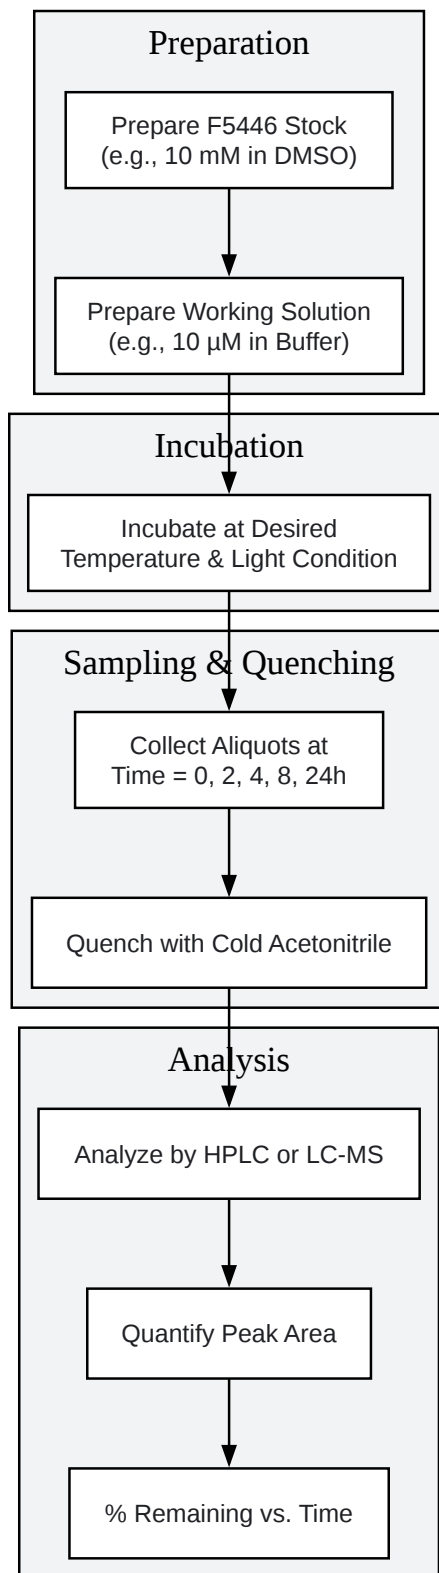 Preparation
Prepare F5446 Stock
(e.g., 10 mM in DMSO)
Prepare Working Solution
(e.g., 10 µM in Buffer)
Incubation
Incubate at Desired
Temperature & Light Condition
Sampling & Quenching
Collect Aliquots at
Time = 0, 2, 4, 8, 24h
Quench with Cold Acetonitrile
Analysis
Analyze by HPLC or LC-MS
Quantify Peak Area
% Remaining vs. Time